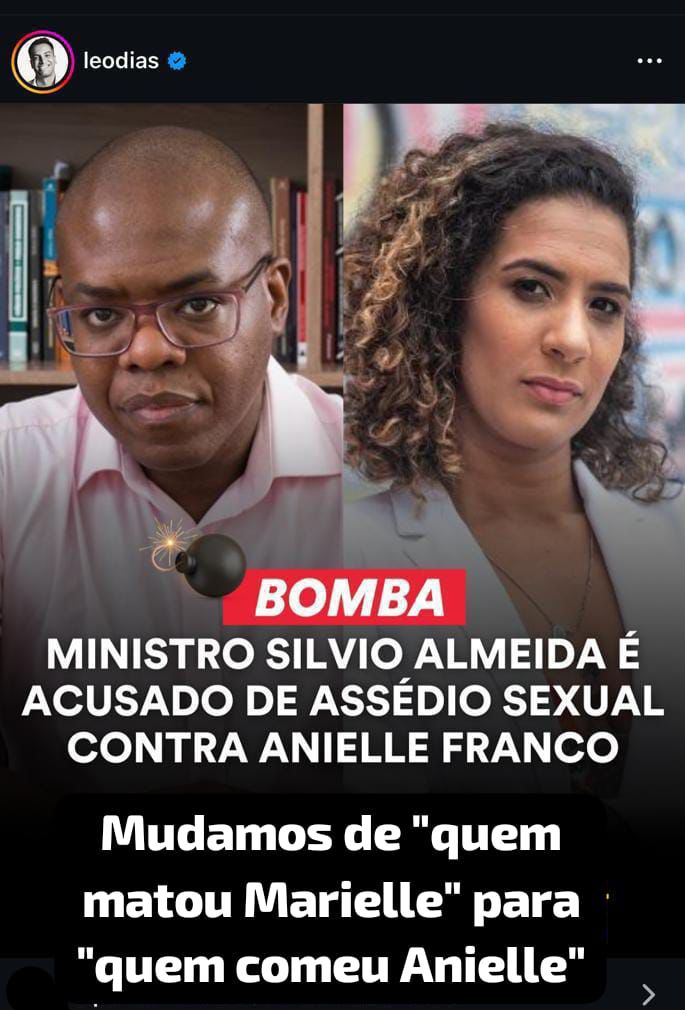 leodias
BOMBA
MINISTRO SILVIO ALMEIDA É
ACUSADO DE ASSÉDIO SEXUAL
CONTRA ANIELLE FRANCO
Mudamos de "quem
matou Marielle" para
"quem comeu Anielle"